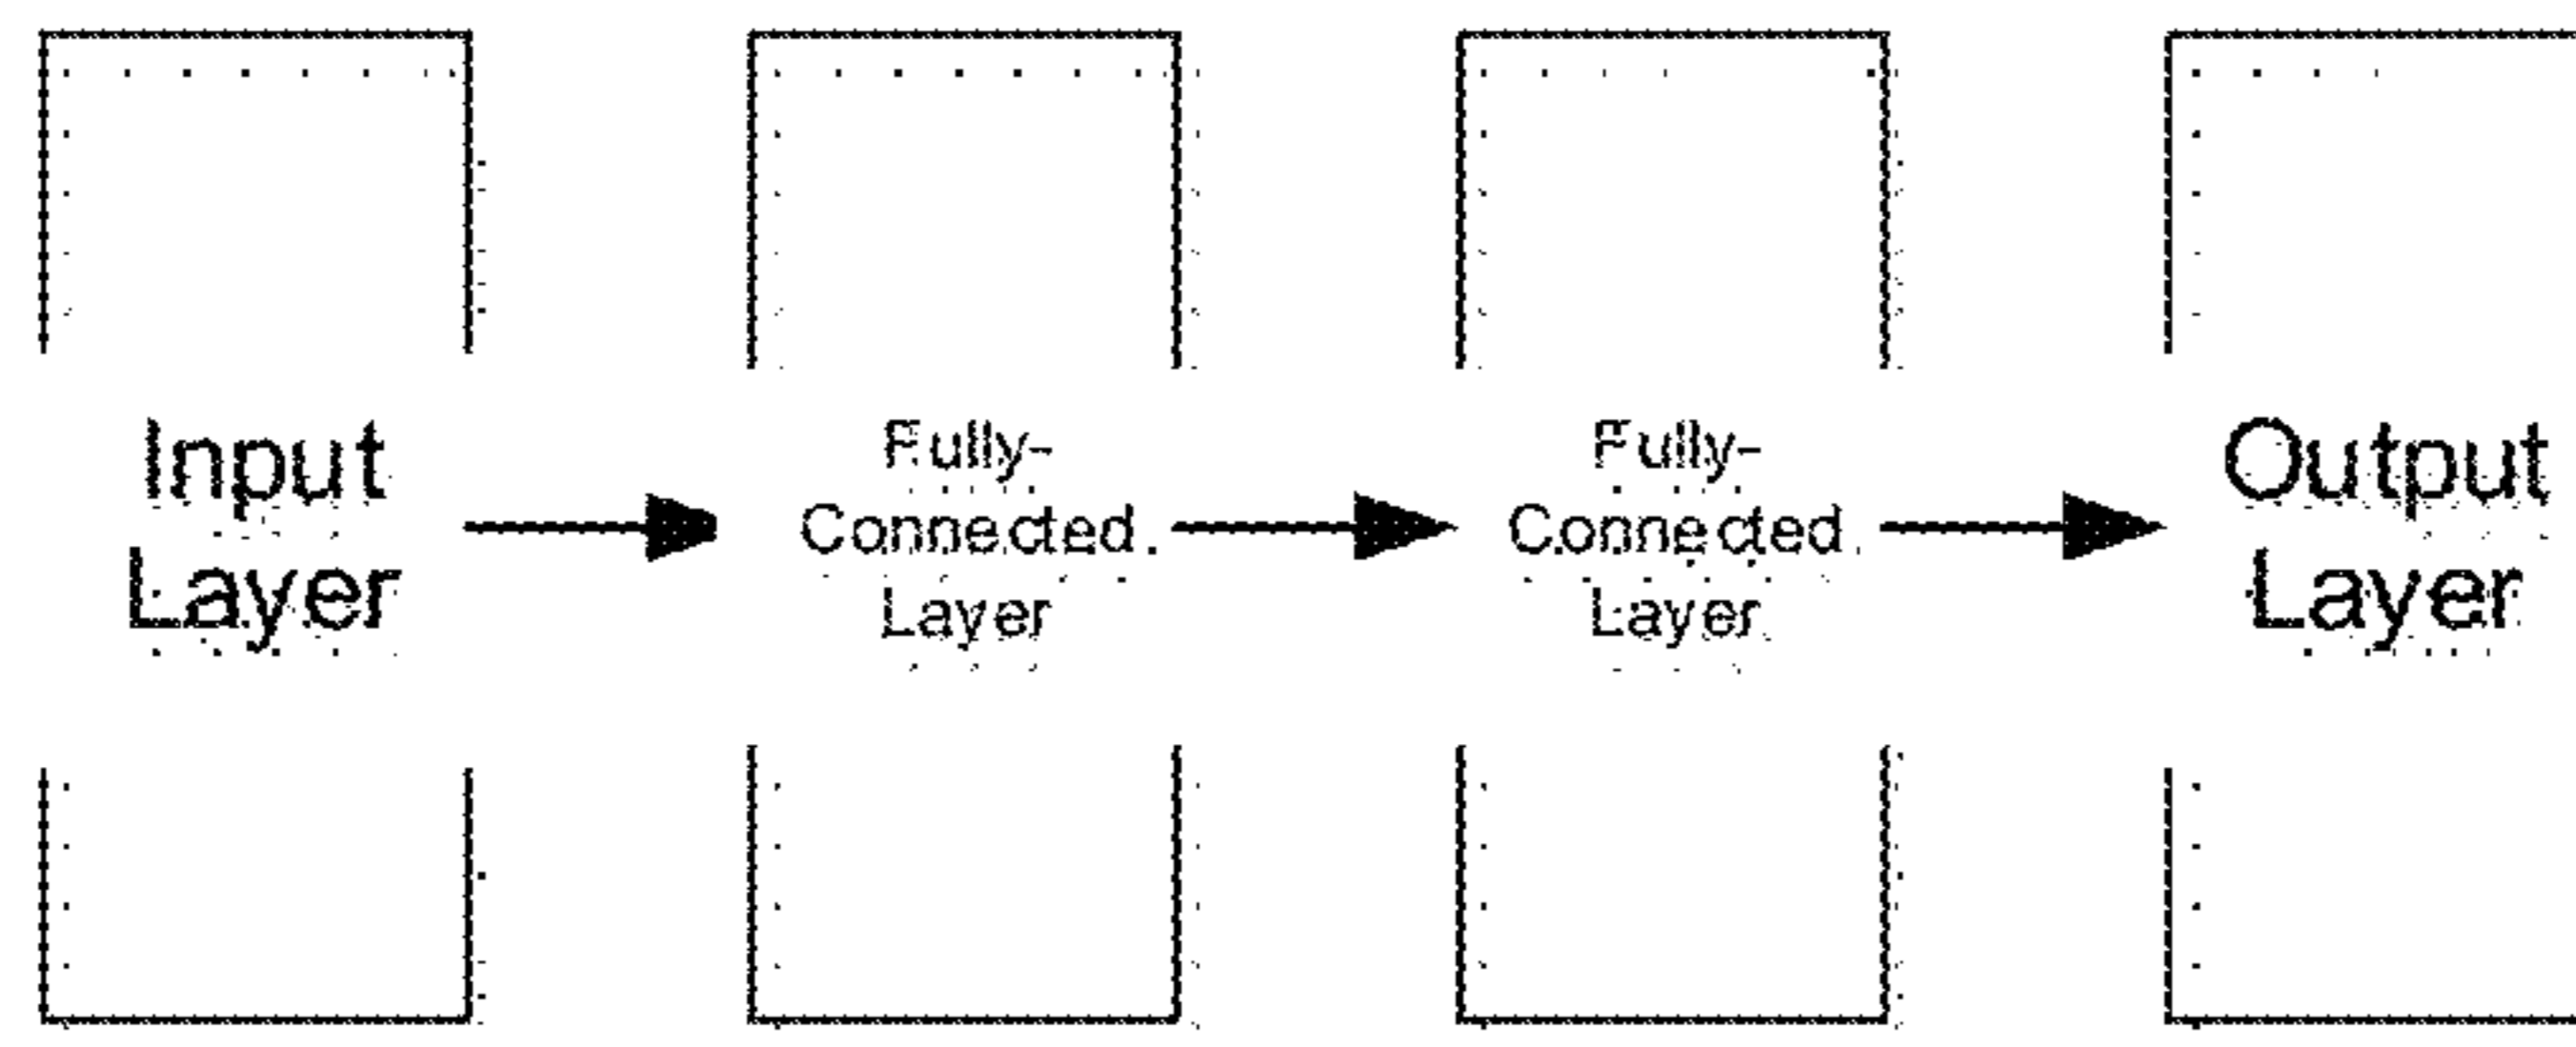 Input
Layer
Fully-
Connected
Layer
Fully-
Connected
Layer
Output
Layer